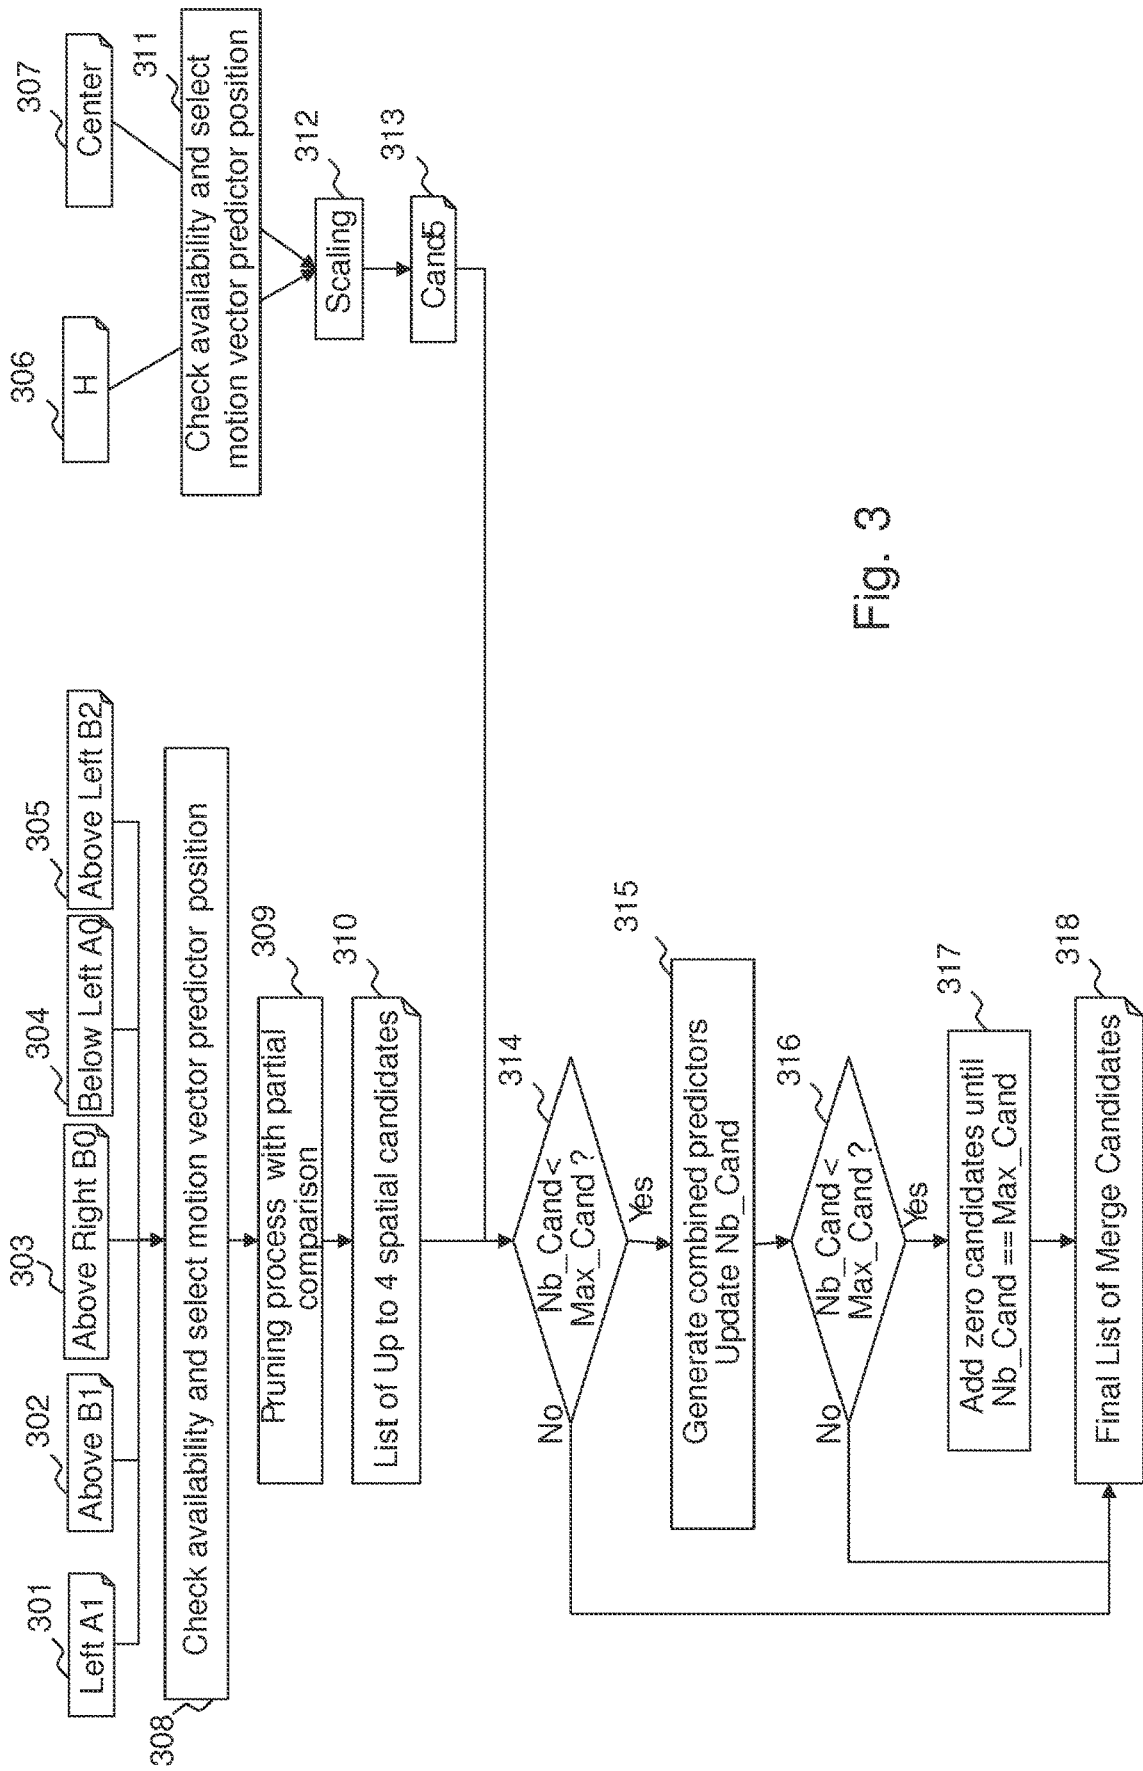 301
Left A1
302
Above B1
303
Above Right B0
304
Below Left A0
305
Above Left B2
306
H
307
Center
308
Check availability and select motion vector predictor position
311
Check availability and select
motion vector predictor position
309
Pruning process with partial
comparison
312
Scaling
310
List of Up to 4 spatial candidates
313
Cand5
314
Nb_Cand <
Max_Cand ?
No
Yes
315
Generate combined predictors
Update Nb_Cand
316
Nb_Cand <
Max_Cand ?
No
Yes
317
Add zero candidates until
Nb_Cand == Max_Cand
318
Final List of Merge Candidates
Fig. 3